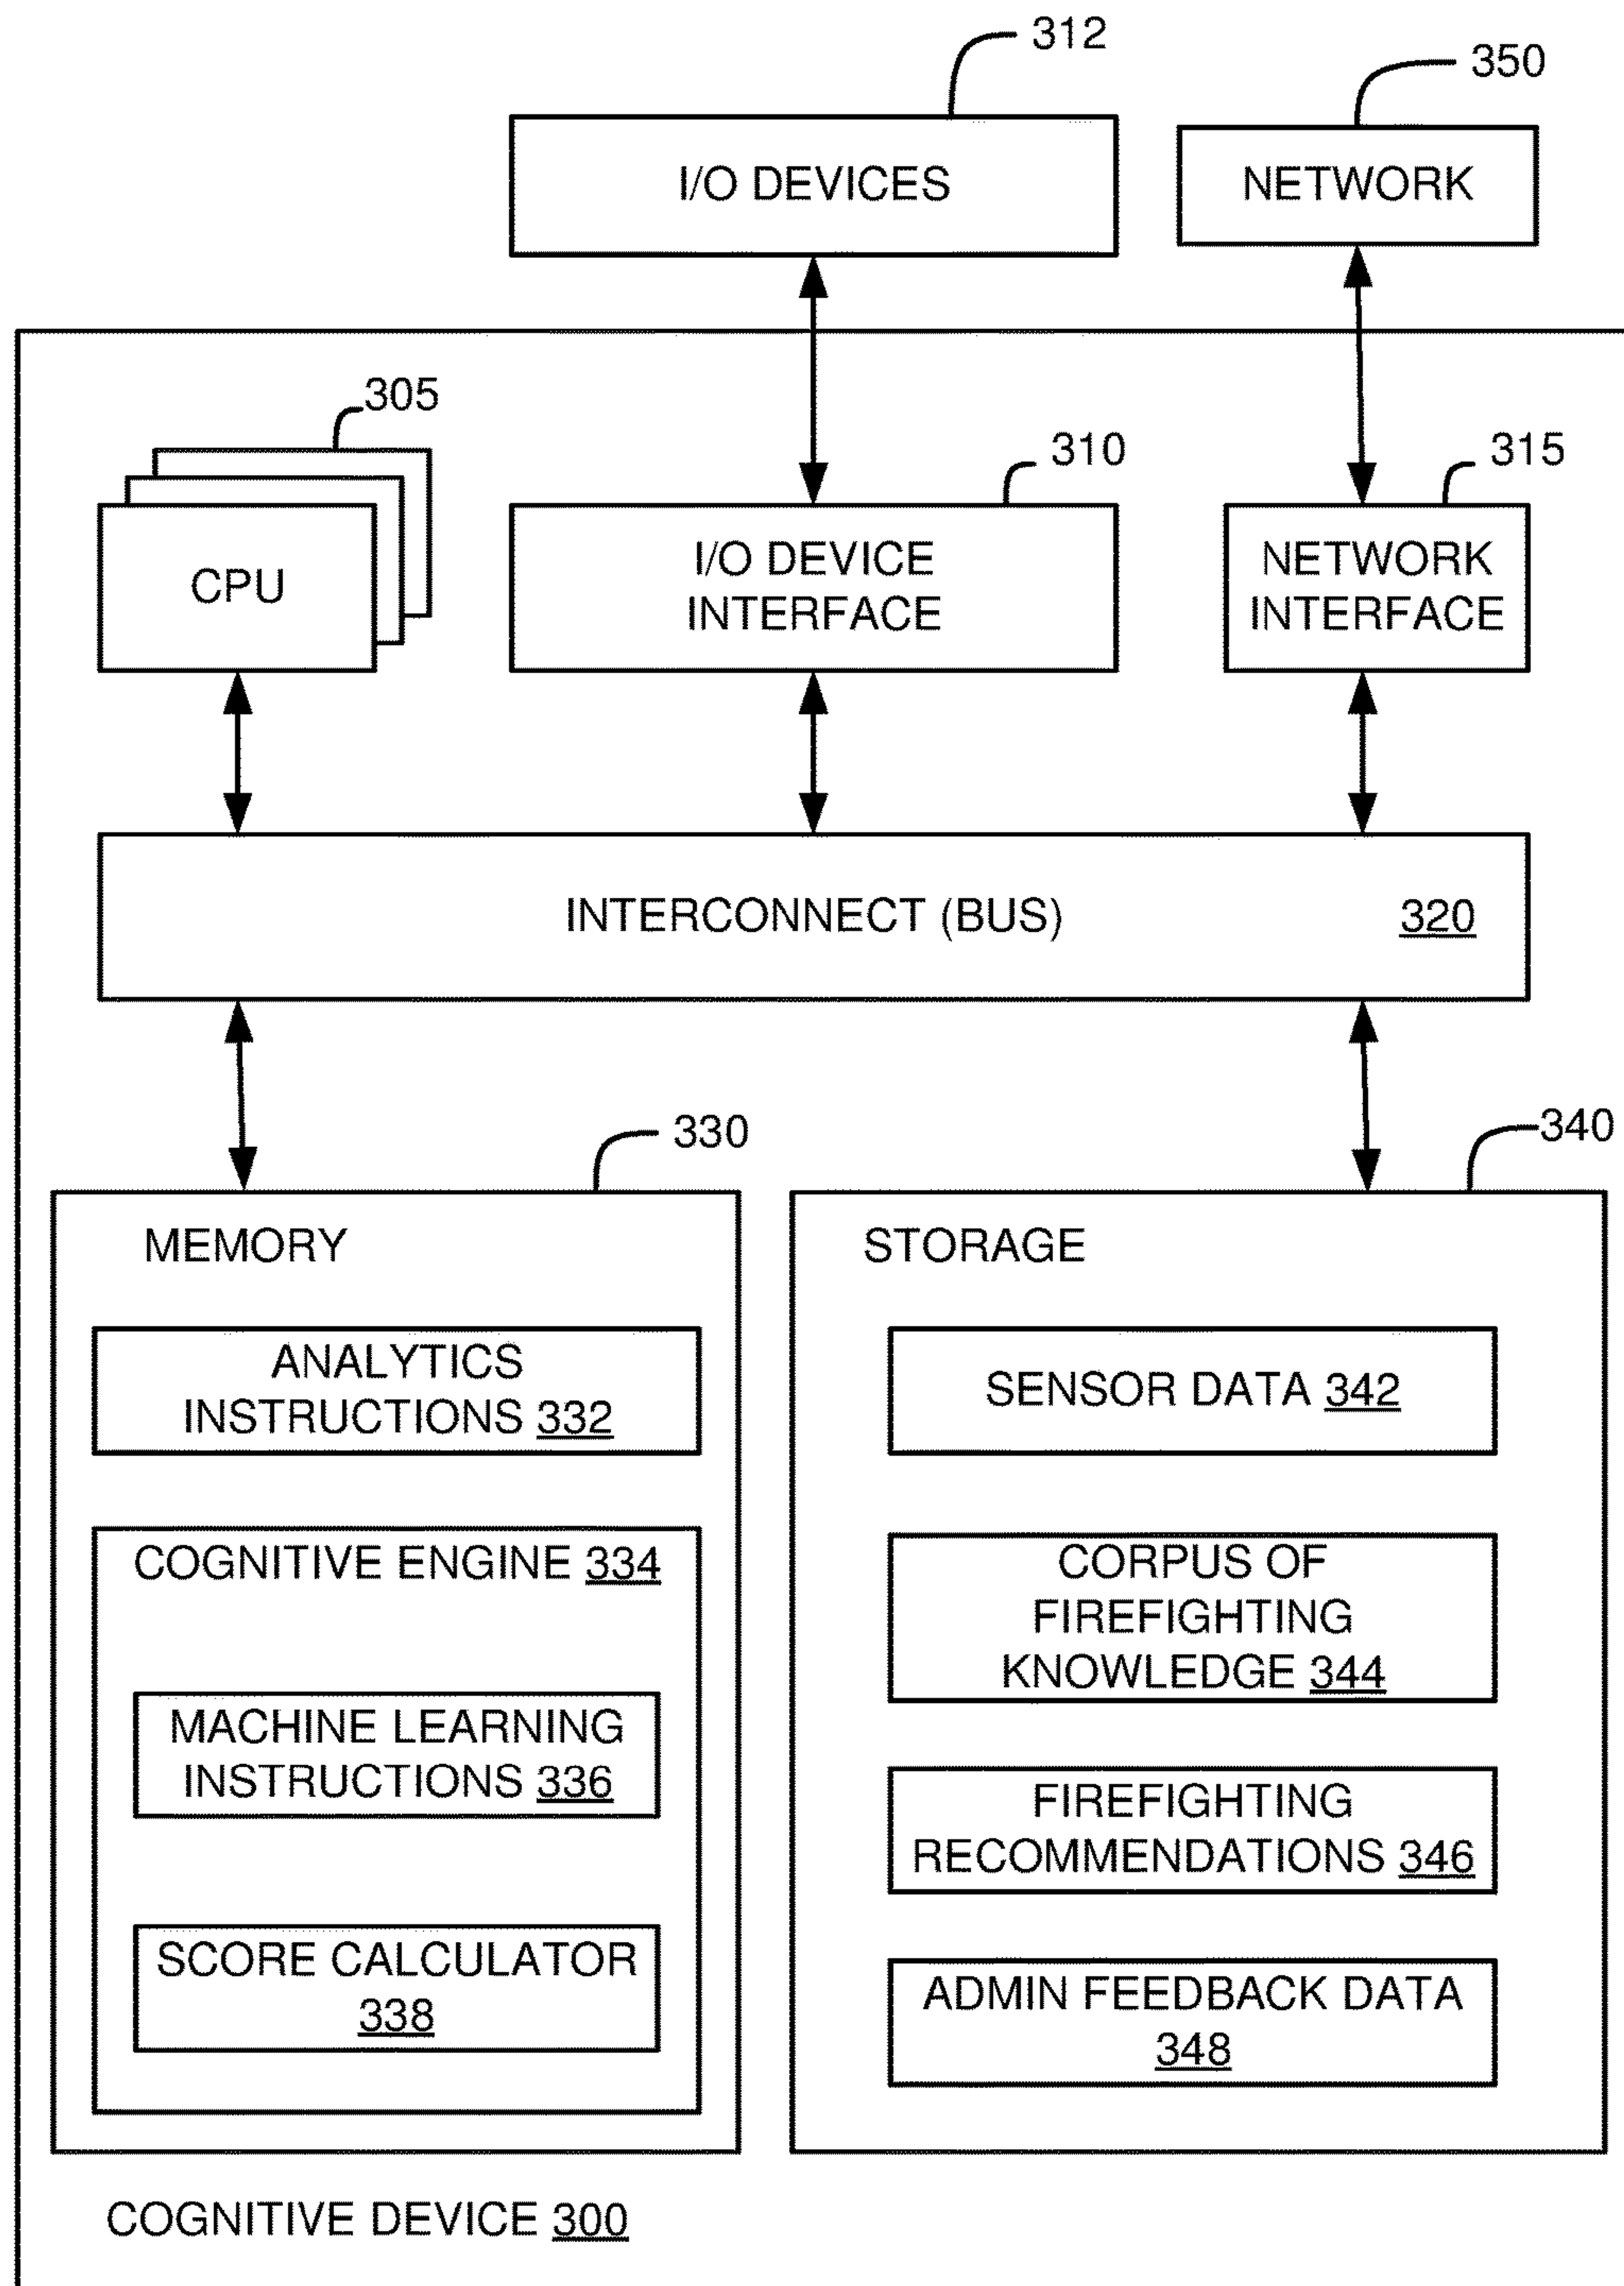 312
350
I/O DEVICES
NETWORK
305
310
315
CPU
I/O DEVICE
INTERFACE
NETWORK
INTERFACE
INTERCONNECT (BUS) 320
330
340
MEMORY
ANALYTICS
INSTRUCTIONS 332
COGNITIVE ENGINE 334
MACHINE LEARNING
INSTRUCTIONS 336
SCORE CALCULATOR
338
STORAGE
SENSOR DATA 342
CORPUS OF
FIREFIGHTING
KNOWLEDGE 344
FIREFIGHTING
RECOMMENDATIONS 346
ADMIN FEEDBACK DATA
348
COGNITIVE DEVICE 300